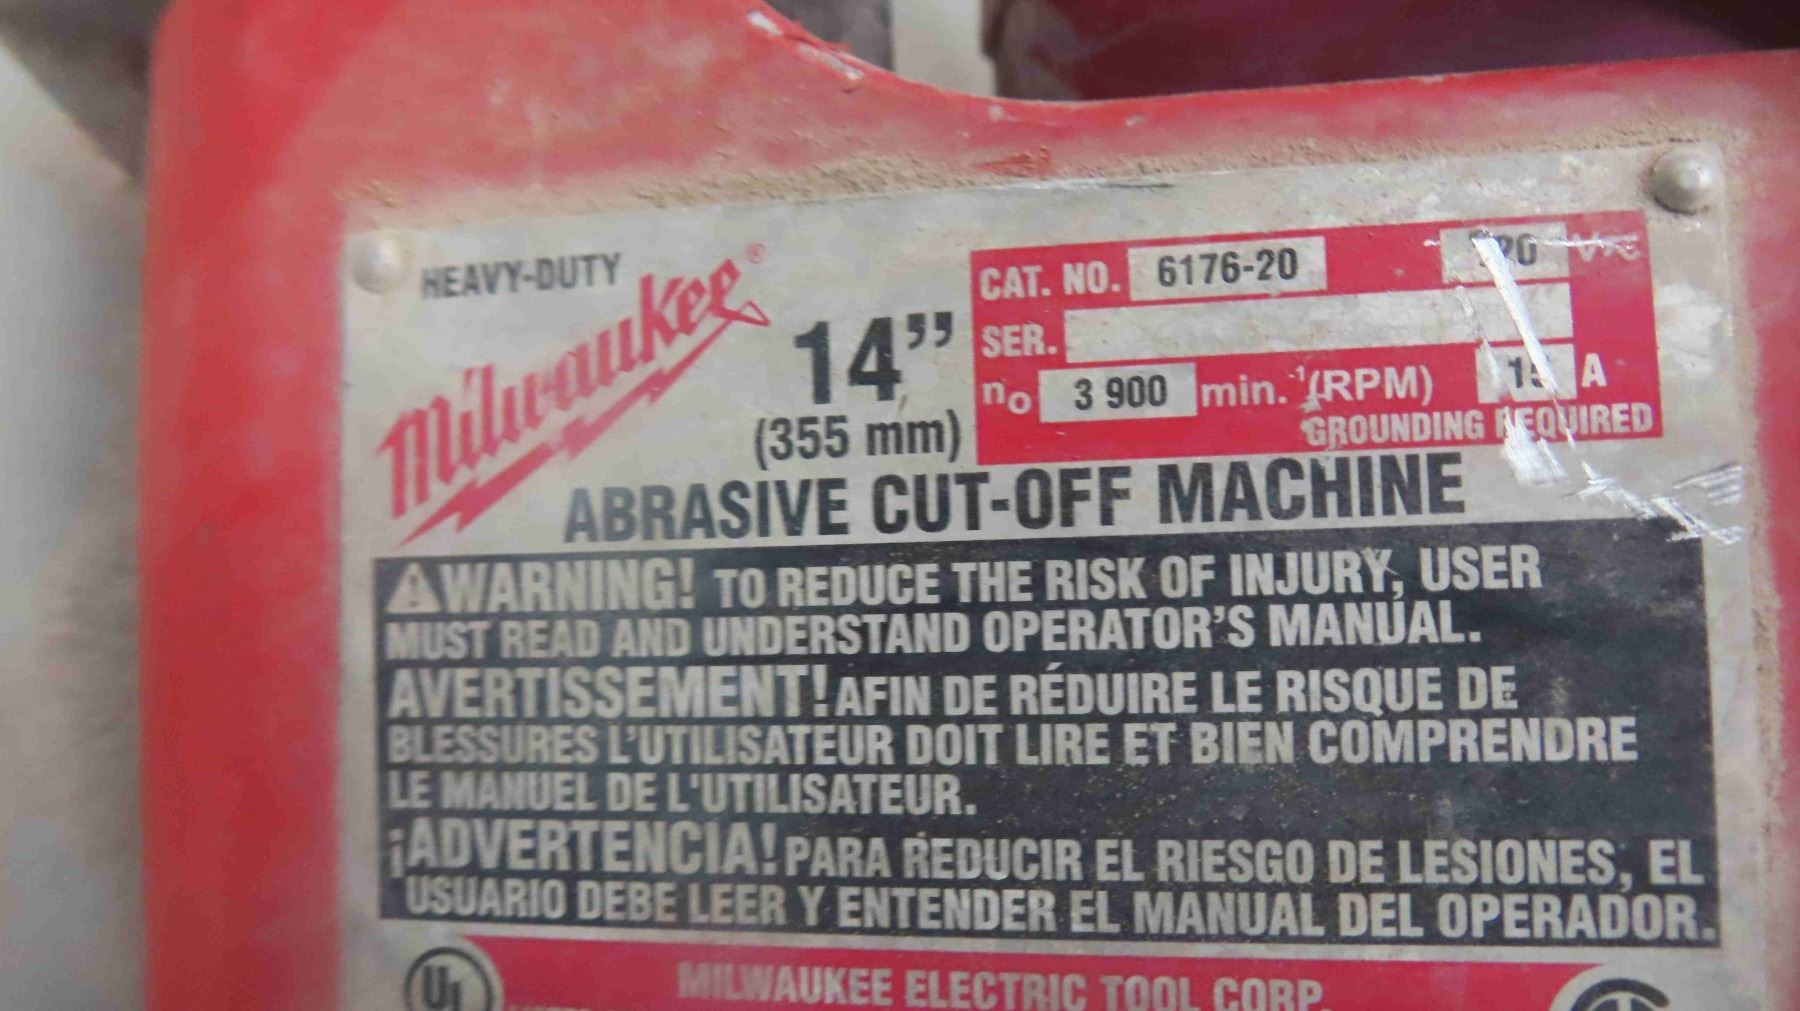 HEAVY-DUTY
Milwaukee®
14”
(355 mm)
CAT. NO. 6176-20
SER.
no 3 900 min.-1(RPM) A
GROUNDING REQUIRED
ABRASIVE CUT-OFF MACHINE
WARNING! TO REDUCE THE RISK OF INJURY, USER
MUST READ AND UNDERSTAND OPERATOR’S MANUAL.
AVERTISSEMENT! AFIN DE RÉDUIRE LE RISQUE DE
BLESSURES L’UTILISATEUR DOIT LIRE ET BIEN COMPRENDRE
LE MANUEL DE L'UTILISATEUR.
¡ADVERTENCIA! PARA REDUCIR EL RIESGO DE LESIONES, EL
USUARIO DEBE LEER Y ENTENDER EL MANUAL DEL OPERADOR.
UL
MILWAUKEE ELECTRIC TOOL CORP.